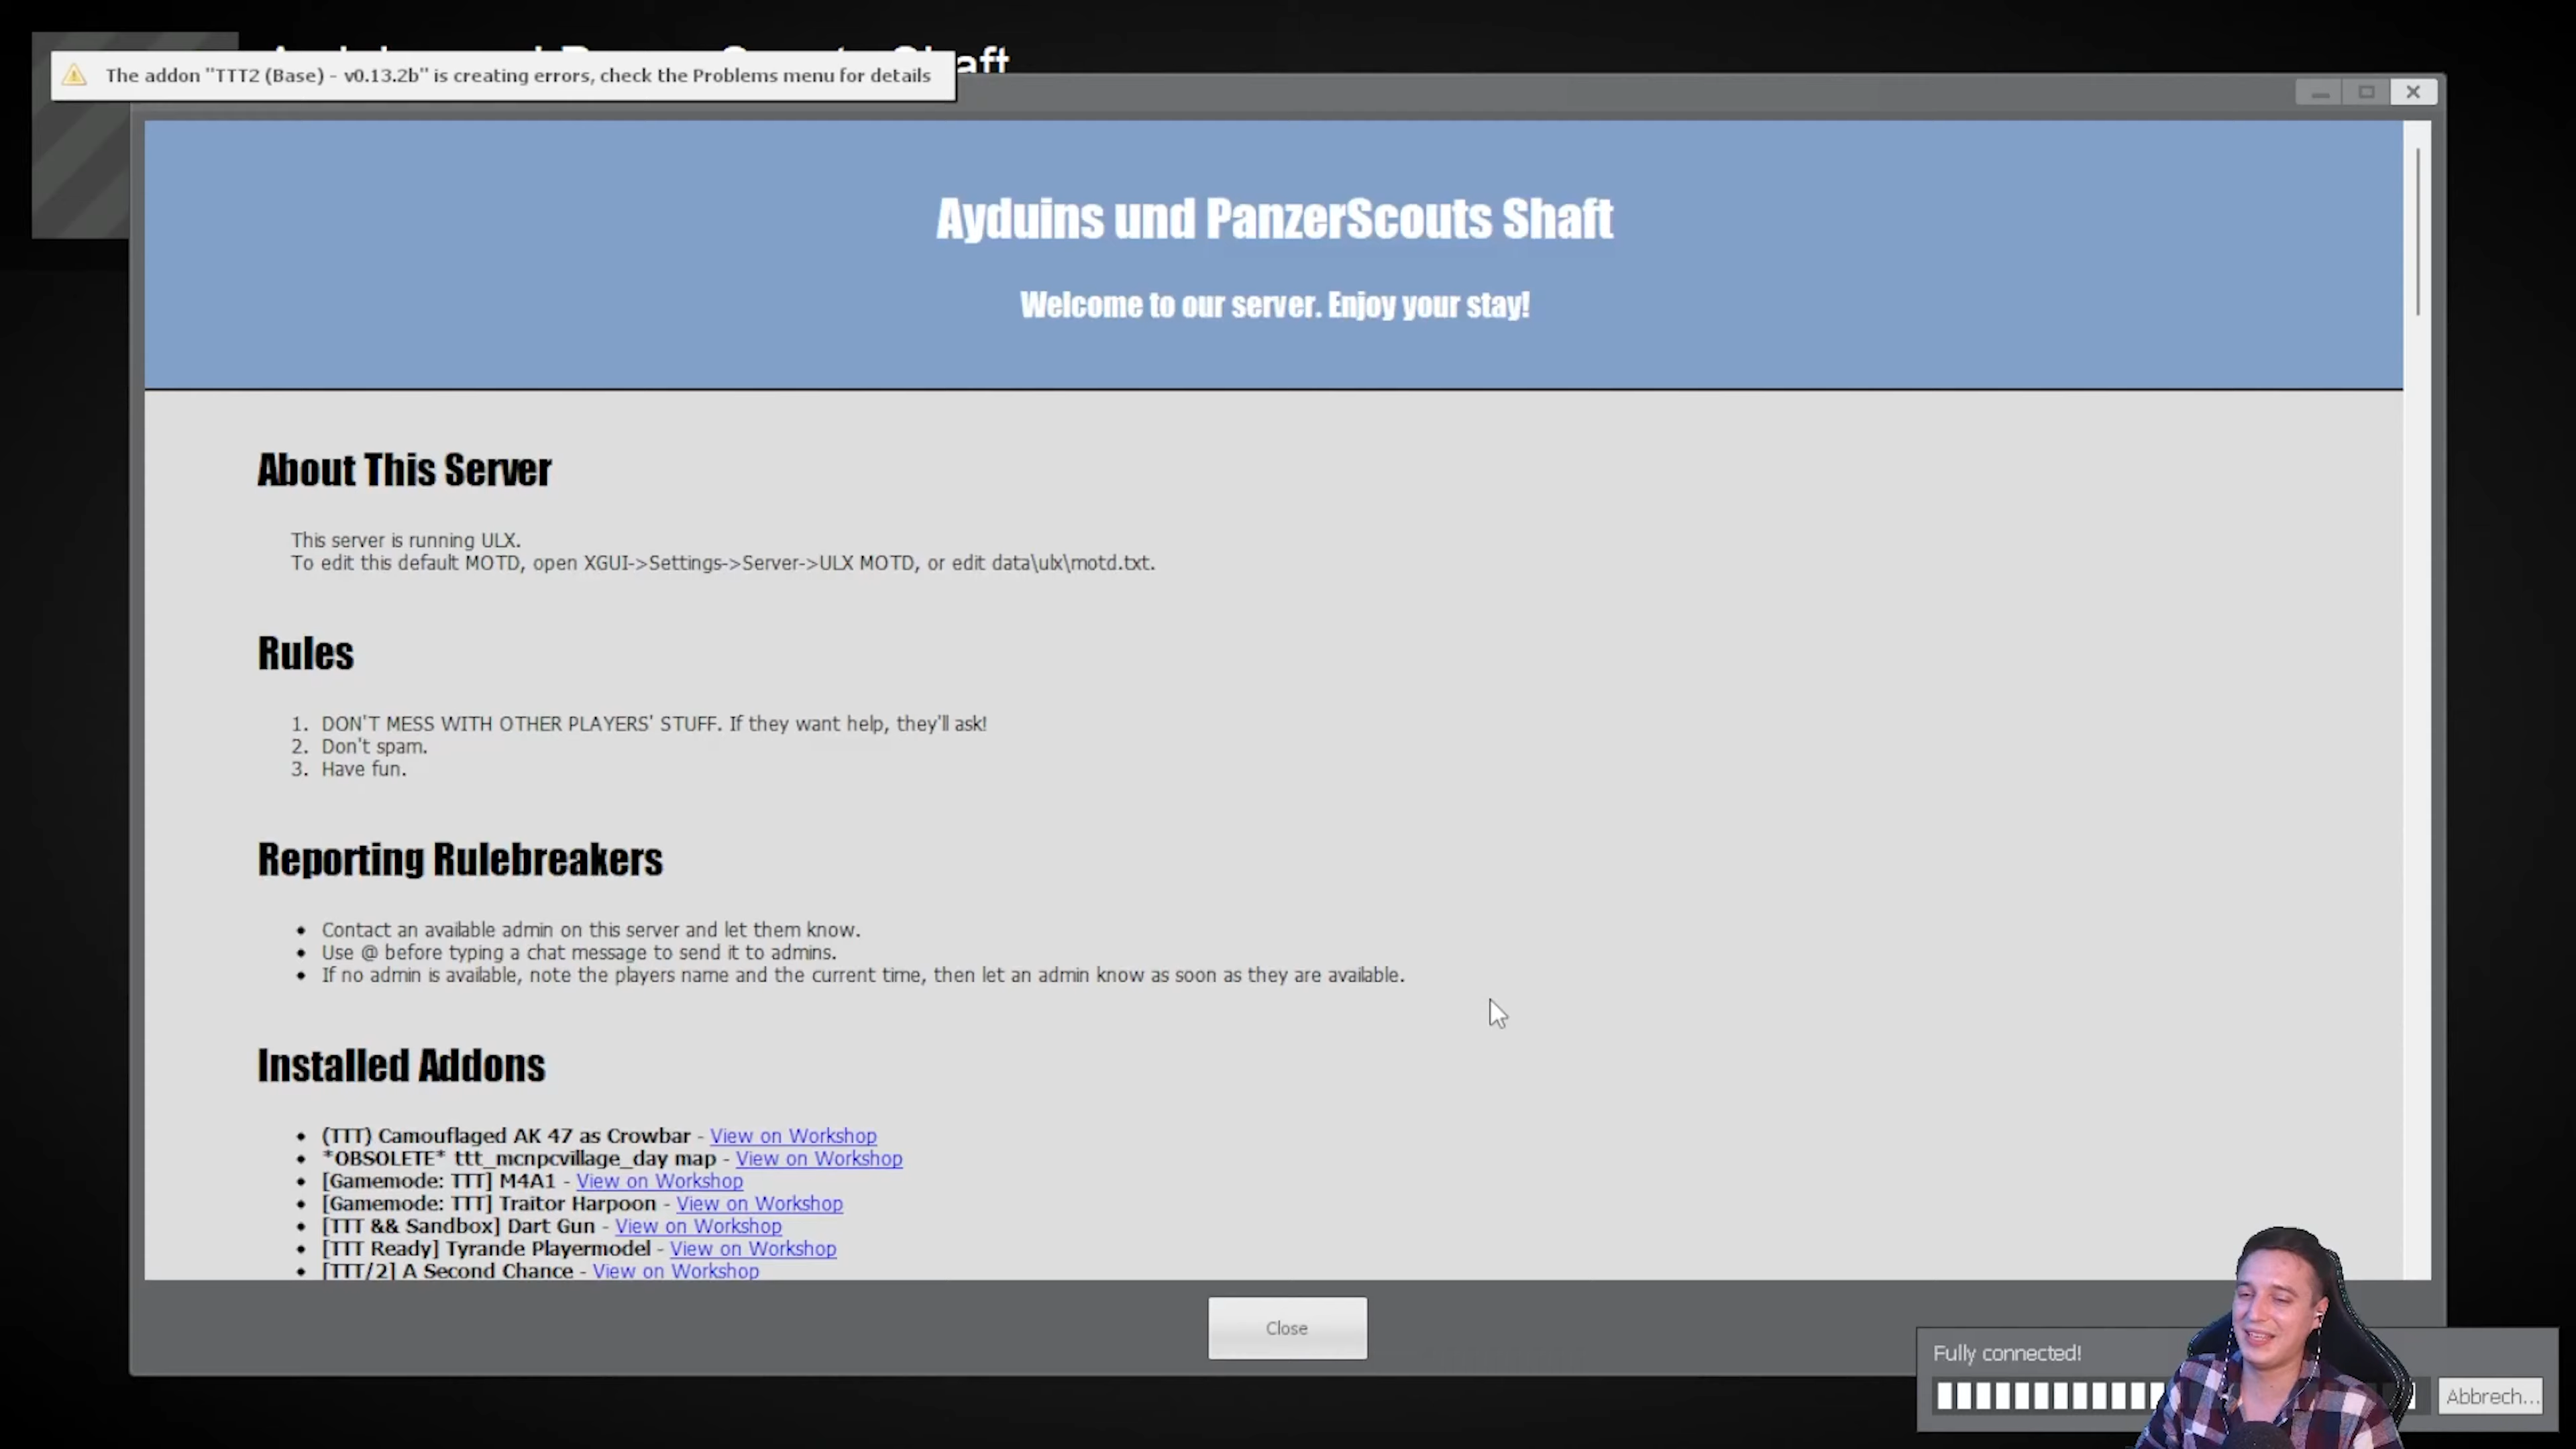 aft
The addon "TTT2 (Base) - v0.13.2b" is creating errors, check the Problems menu for details
Ayduins und PanzerScouts Shaft
Welcome to our server. Enjoy your stay!
About This Server
This server is running ULX.
To edit this default MOTD, open XGUI->Settings->Server->ULX MOTD, or edit data\ulx\motd.txt.
Rules
1. DON'T MESS WITH OTHER PLAYERS' STUFF. If they want help, they'll ask!
2. Don't spam.
3. Have fun.
Reporting Rulebreakers
• Contact an available admin on this server and let them know.
• Use @ before typing a chat message to send it to admins.
• If no admin is available, note the players name and the current time, then let an admin know as soon as they are available.
Installed Addons
• (TTT) Camouflaged AK 47 as Crowbar - View on Workshop
• *OBSOLETE* ttt_mcnpcvillage_day map - View on Workshop
• [Gamemode: TTT] M4A1 - View on Workshop
• [Gamemode: TTT] Traitor Harpoon - View on Workshop
• [TTT && Sandbox] Dart Gun - View on Workshop
• [TTT Ready] Tyrande Playermodel - View on Workshop
• [TTT/2] A Second Chance - View on Workshop
Close
Fully connected!
Abbrech...